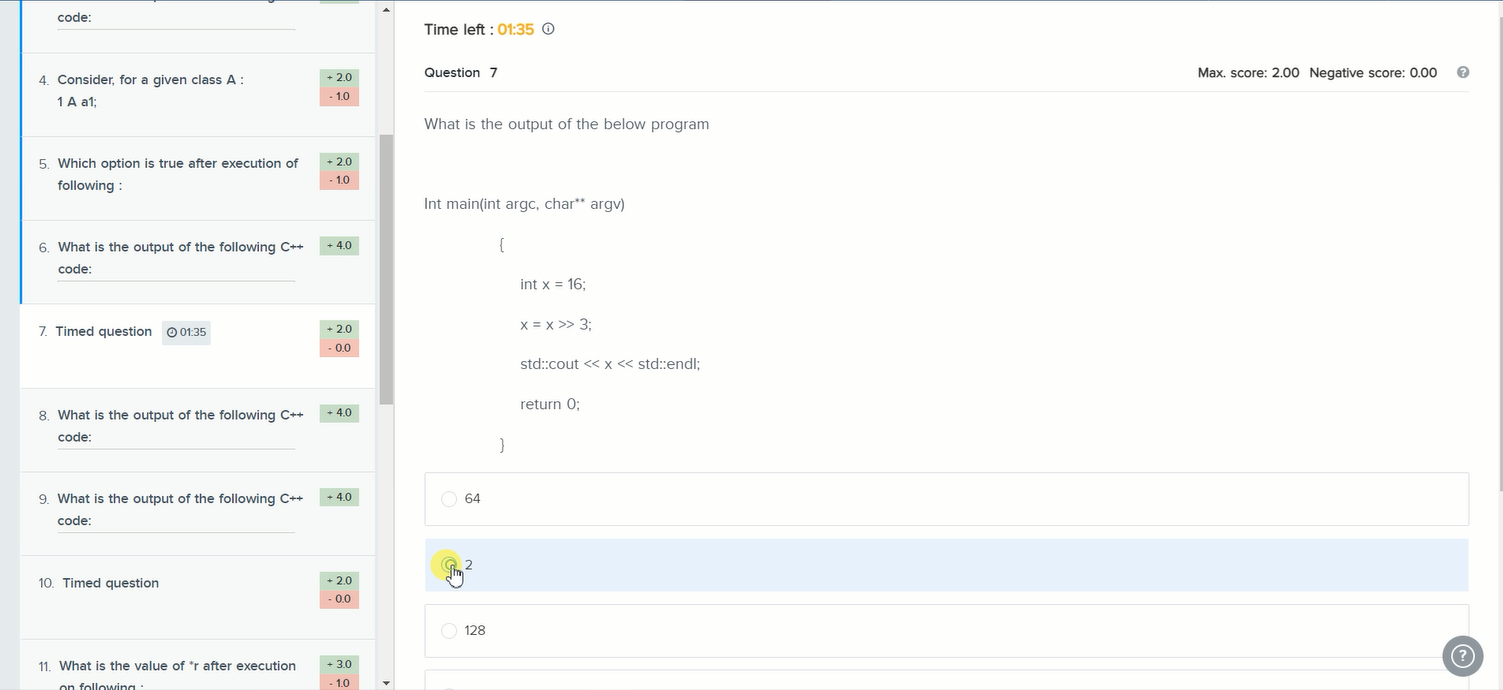 code:
4. Consider, for a given class A :
1 A a1;
+ 2.0
- 1.0
5. Which option is true after execution of
following :
+ 2.0
- 1.0
6. What is the output of the following C++
code:
+ 4.0
7. Timed question 01:35
+ 2.0
- 0.0
8. What is the output of the following C++
code:
+ 4.0
9. What is the output of the following C++
code:
+ 4.0
10. Timed question
+ 2.0
- 0.0
11. What is the value of *r after execution
on following :
+ 3.0
- 1.0
Time left : 01:35
Question 7
Max. score: 2.00 Negative score: 0.00
What is the output of the below program
Int main(int argc, char** argv)
{
int x = 16;
x = x >> 3;
std::cout << x << std::endl;
return 0;
}
64
2
128